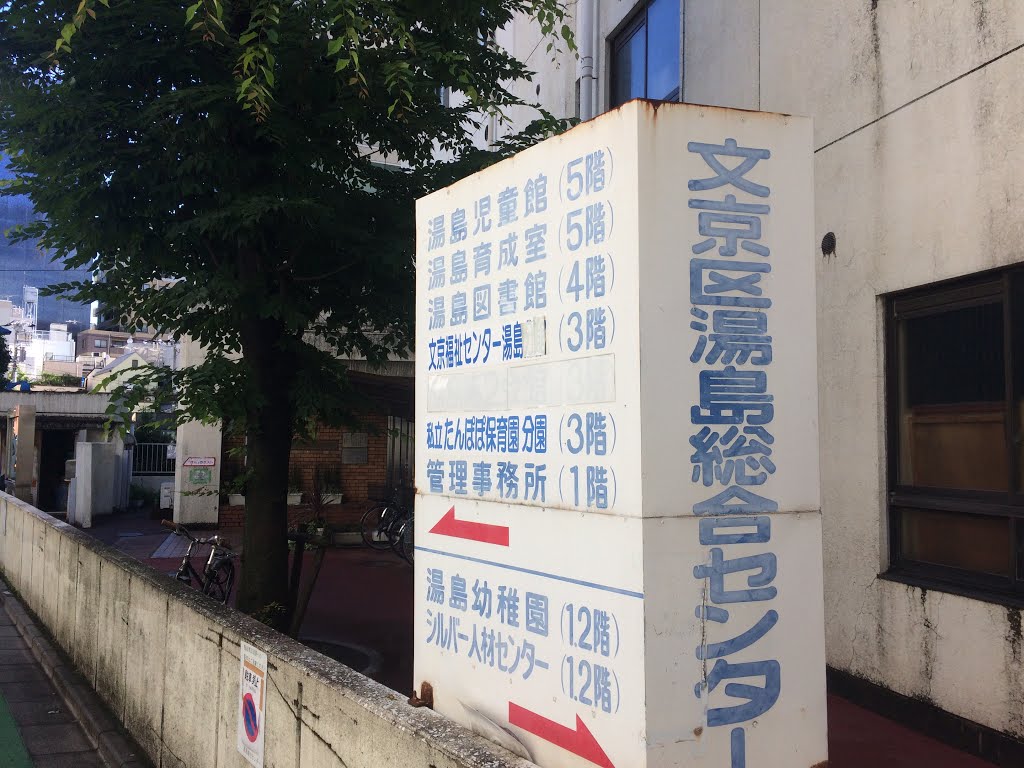 湯島児童館 (5階)
湯島育成室 (5階)
湯島図書館 (4階)
文京福祉センター湯島 (3階)
私立たんぽぽ保育園分園 (3階)
管理事務所 (1階)
湯島幼稚園 (1.2階)
シルバー人材センター (1.2階)
文京区湯島総合センター